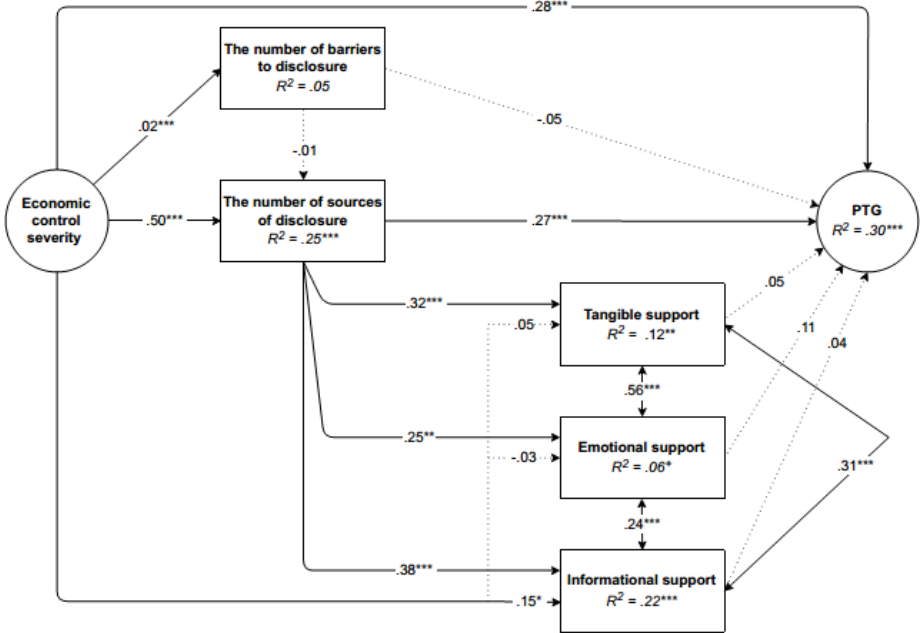 .28***
The number of barriers
to disclosure
R² = .05
.02***
-.05
-.01
Economic
control
severity
.50***
The number of sources
of disclosure
R² = .25***
.27***
PTG
R² = .30***
.32***
.05
Tangible support
R² = .12**
.05
.11
.04
.56***
.25**
-.03
Emotional support
R² = .06*
.31***
.24***
.38***
Informational support
R² = .22***
.15*